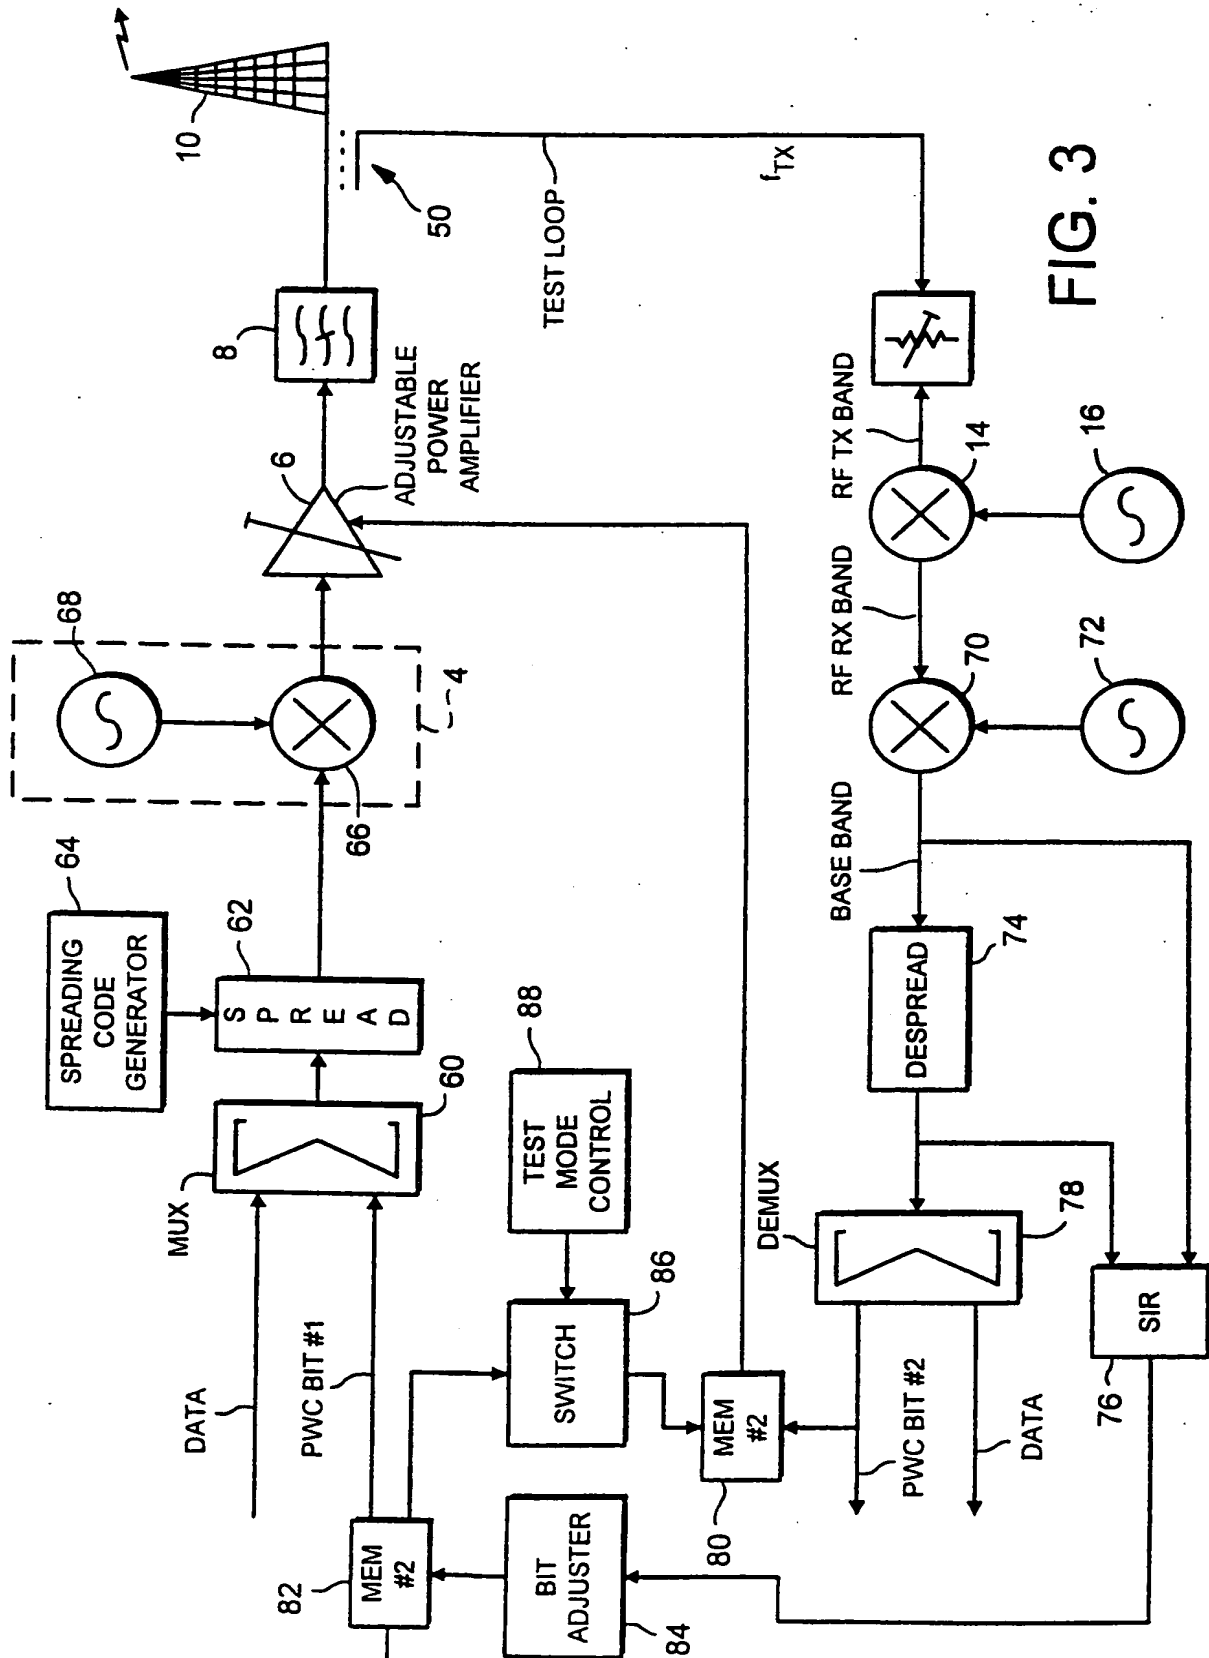 10
50
8
ADJUSTABLE
POWER
AMPLIFIER
6
68
66
4
64
SPREADING
CODE
GENERATOR
62
SPREAD
60
MUX
DATA
PWC BIT #1
82
MEM
#2
BIT
ADJUSTER
84
TEST
MODE
CONTROL
88
SWITCH
86
MEM
#2
80
TEST LOOP
fTX
RF TX BAND
14
16
RF RX BAND
70
72
BASE BAND
DESPREAD
74
DEMUX
78
PWC BIT #2
DATA
SIR
76
FIG. 3